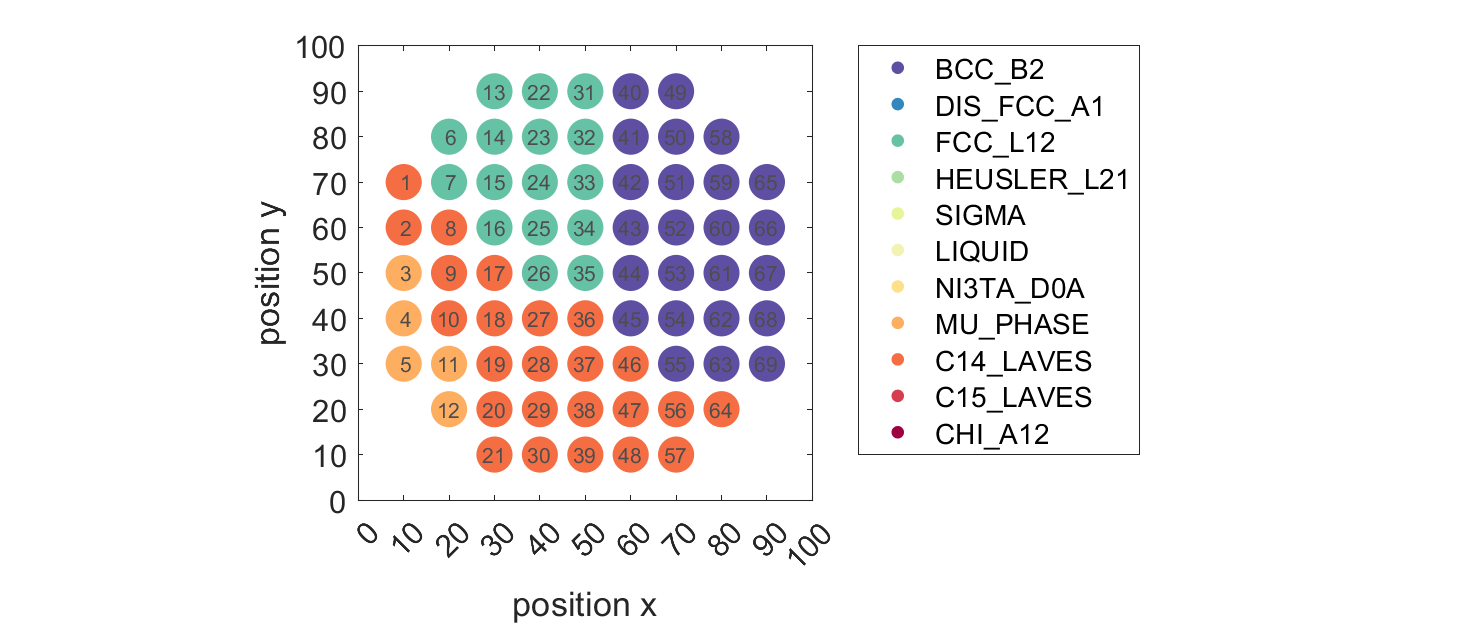 100
90
80
70
60
50
40
30
20
10
0
position y
13 22 31 40 49
6 14 23 32 41 50 58
1 7 15 24 33 42 51 59 65
2 8 16 25 34 43 52 60 66
3 9 17 26 35 44 53 61 67
4 10 18 27 36 45 54 62 68
5 11 19 28 37 46 55 63 69
12 20 29 38 47 56 64
21 30 39 48 57
0 10 20 30 40 50 60 70 80 90 100
position x
BCC_B2
DIS_FCC_A1
FCC_L12
HEUSLER_L21
SIGMA
LIQUID
NI3TA_D0A
MU_PHASE
C14_LAVES
C15_LAVES
CHI_A12